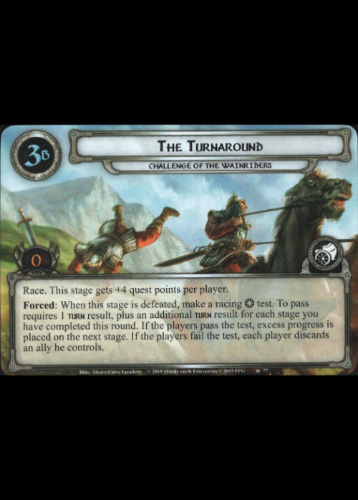 3B
THE TURNAROUND
CHALLENGE OF THE WAINRIDERS
0
Race. This stage gets +4 quest points per player.
Forced: When this stage is defeated, make a racing test. To pass
requires 1 TURN result, plus an additional TURN result for each stage you
have completed this round. If the players pass the test, excess progress is
placed on the next stage. If the players fail the test, each player discards
an ally he controls.